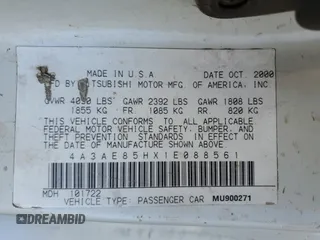 MADE IN U.S.A DATE OCT. 2000
BY MITSUBISHI MOTOR MFG. OF AMERICA, INC
GVWR LBS GAWR 2392 LBS GAWR 1808 LBS
1855 KG FR 1085 KG RR 820 KG
THIS VEHICLE CONFORMS TO ALL APPLICABLE
FEDERAL MOTOR VEHICLE SAFETY, BUMPER, AND
THEFT PREVENTION STANDARDS IN EFFECT ON
THE DATE OF MANUFACTURE SHOWN ABOVE.
4A3AE85HX1E088561
MDH 101722
VEHICLE TYPE: PASSENGER CAR MU900271
DREAMBID